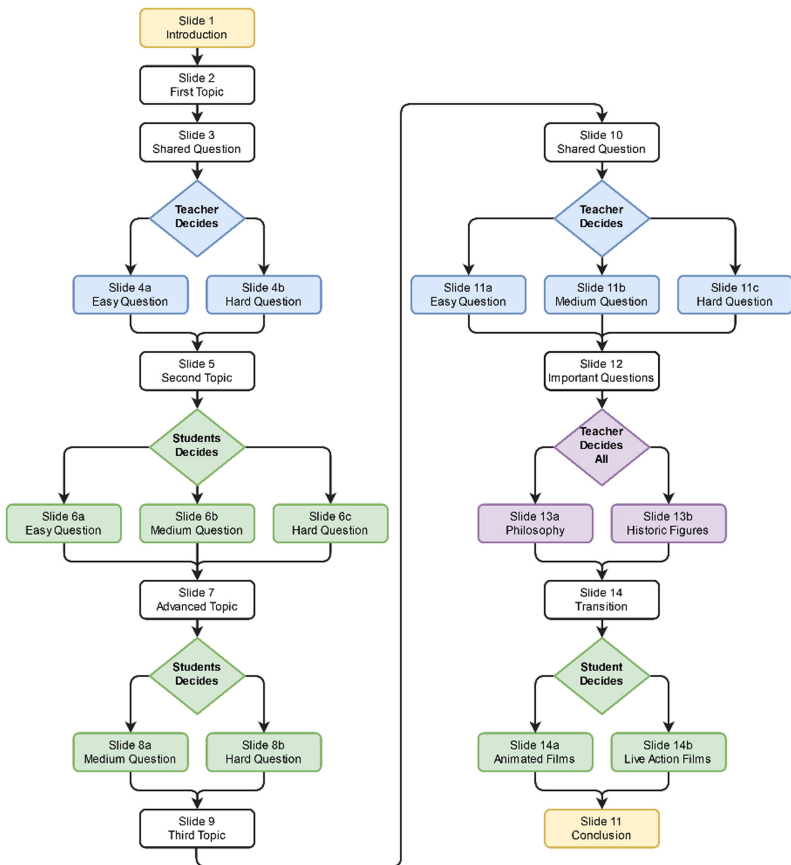 Slide 1
Introduction
Slide 2
First Topic
Slide 3
Shared Question
Teacher
Decides
Slide 4a
Easy Question
Slide 4b
Hard Question
Slide 5
Second Topic
Students
Decides
Slide 6a
Easy Question
Slide 6b
Medium Question
Slide 6c
Hard Question
Slide 7
Advanced Topic
Students
Decides
Slide 8a
Medium Question
Slide 8b
Hard Question
Slide 9
Third Topic
Slide 10
Shared Question
Teacher
Decides
Slide 11a
Easy Question
Slide 11b
Medium Question
Slide 11c
Hard Question
Slide 12
Important Questions
Teacher
Decides
All
Slide 13a
Philosophy
Slide 13b
Historic Figures
Slide 14
Transition
Student
Decides
Slide 14a
Animated Films
Slide 14b
Live Action Films
Slide 11
Conclusion